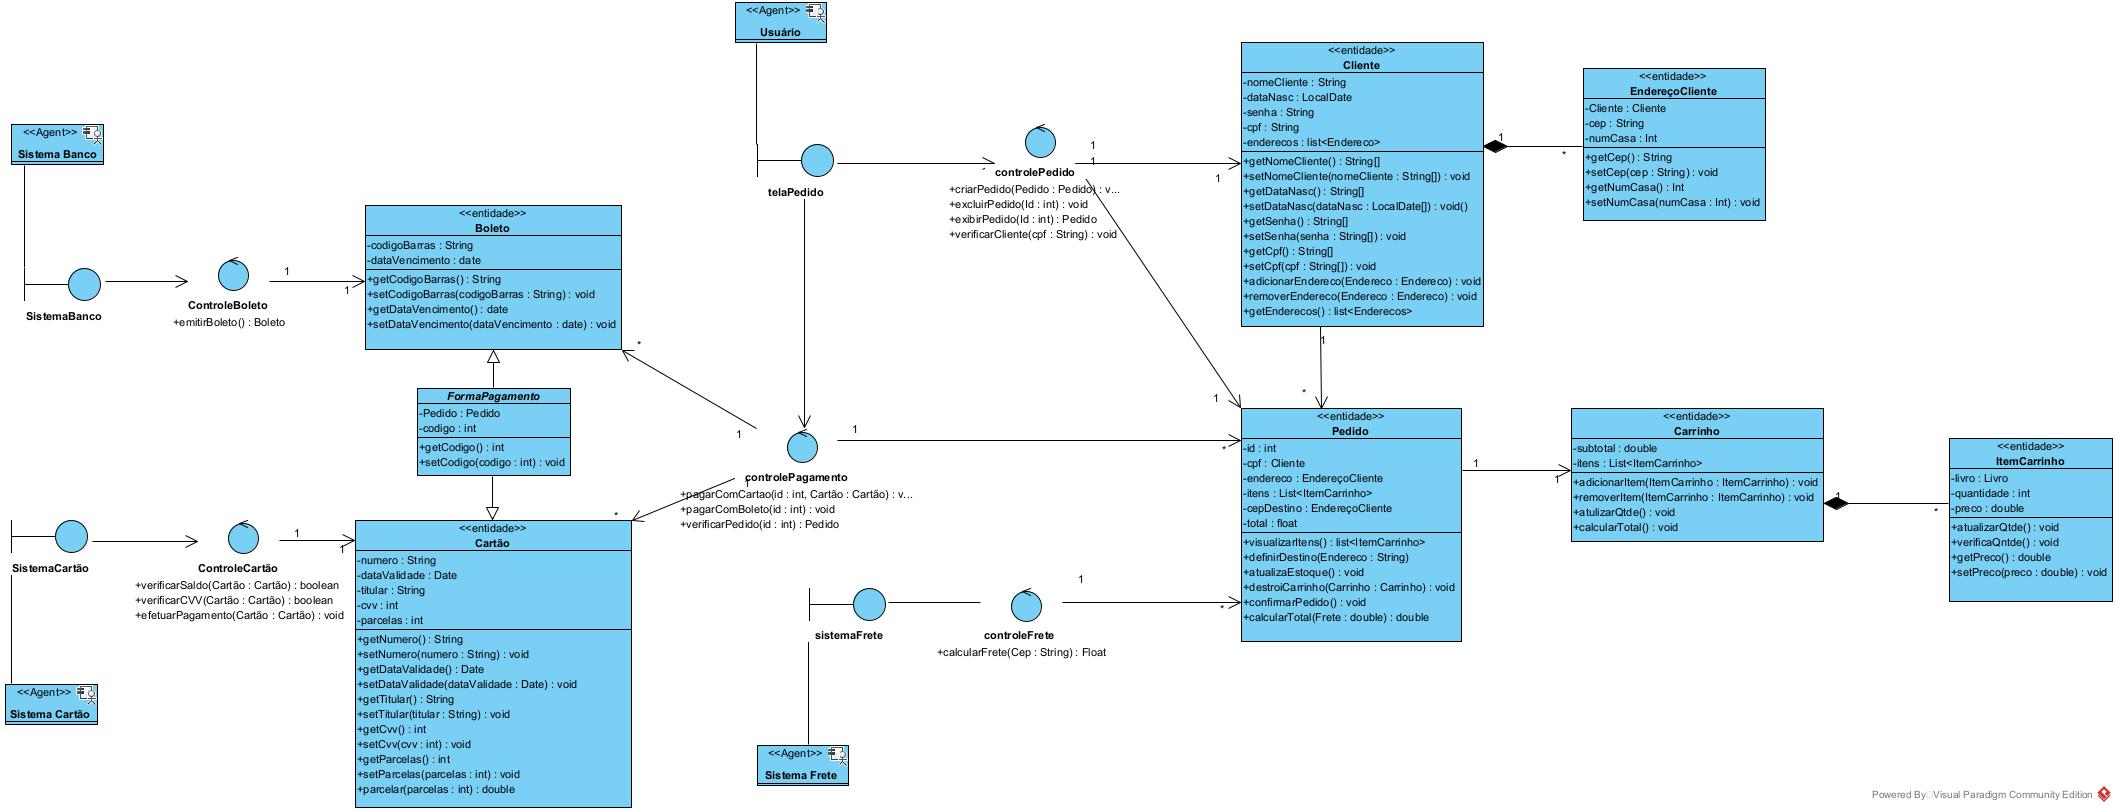 <<Agent>>
Usuário
<<Agent>>
Sistema Banco
SistemaBanco
ControleBoleto
+emitirBoleto() : Boleto
1
1
<<entidade>>
Boleto
-codigoBarras : String
-dataVencimento : date
+getCodigoBarras() : String
+setCodigoBarras(codigoBarras : String) : void
+getDataVencimento() : date
+setDataVencimento(dataVencimento : date) : void
FormaPagamento
-Pedido : Pedido
-codigo : int
+getCodigo() : int
+setCodigo(codigo : int) : void
SistemaCartão
<<Agent>>
Sistema Cartão
ControleCartão
+verificarSaldo(Cartão : Cartão) : boolean
+verificarCVV(Cartão : Cartão) : boolean
+efetuarPagamento(Cartão : Cartão) : void
1
1
<<entidade>>
Cartão
-numero : String
-dataValidade : Date
-titular : String
-cvv : int
-parcelas : int
+getNumero() : String
+setNumero(numero : String) : void
+getDataValidade() : Date
+setDataValidade(dataValidade : Date) : void
+getTitular() : String
+setTitular(titular : String) : void
+getCvv() : int
+setCvv(cvv : int) : void
+getParcelas() : int
+setParcelas(parcelas : int) : void
+parcelar(parcelas : int) : double
telaPedido
controlePedido
+criarPedido(Pedido : Pedido) : v...
+excluirPedido(Id : int) : void
+exibirPedido(Id : int) : Pedido
+verificarCliente(cpf : String) : void
1
1
1
1
*
1
1
*
controlePagamento
+pagarComCartao(id : int, Cartão : Cartão) : v...
+pagarComBoleto(id : int) : void
+verificarPedido(id : int) : Pedido
1
*
sistemaFrete
controleFrete
+calcularFrete(Cep : String) : Float
1
*
<<Agent>>
Sistema Frete
<<entidade>>
Cliente
-nomeCliente : String
-dataNasc : LocalDate
-senha : String
-cpf : String
-enderecos : list<Endereco>
+getNomeCliente() : String[]
+setNomeCliente(nomeCliente : String[]) : void
+getDataNasc() : String[]
+setDataNasc(dataNasc : LocalDate[]) : void()
+getSenha() : String[]
+setSenha(senha : String[]) : void
+getCpf() : String[]
+setCpf(cpf : String[]) : void
+adicionarEndereco(Endereco : Endereco) : void
+removerEndereco(Endereco : Endereco) : void
+getEnderecos() : list<Enderecos>
1
*
<<entidade>>
EndereçoCliente
-Cliente : Cliente
-cep : String
-numCasa : Int
+getCep() : String
+setCep(cep : String) : void
+getNumCasa() : Int
+setNumCasa(numCasa : Int) : void
1
*
<<entidade>>
Pedido
-id : int
-cpf : Cliente
-endereco : EndereçoCliente
-itens : List<ItemCarrinho>
-cepDestino : EndereçoCliente
-total : float
+visualizarItens() : list<ItemCarrinho>
+definirDestino(Endereco : String)
+atualizaEstoque() : void
+destroiCarrinho(Carrinho : Carrinho) : void
+confirmarPedido() : void
+calcularTotal(Frete : double) : double
1
1
<<entidade>>
Carrinho
-subtotal : double
-itens : List<ItemCarrinho>
+adicionarItem(ItemCarrinho : ItemCarrinho) : void
+removerItem(ItemCarrinho : ItemCarrinho) : void
+atulizarQtde() : void
+calcularTotal() : void
1
*
<<entidade>>
ItemCarrinho
-livro : Livro
-quantidade : int
-preco : double
+atualizarQtde() : void
+verificaQntde() : void
+getPreco() : double
+setPreco(preco : double) : void
Powered By Visual Paradigm Community Edition